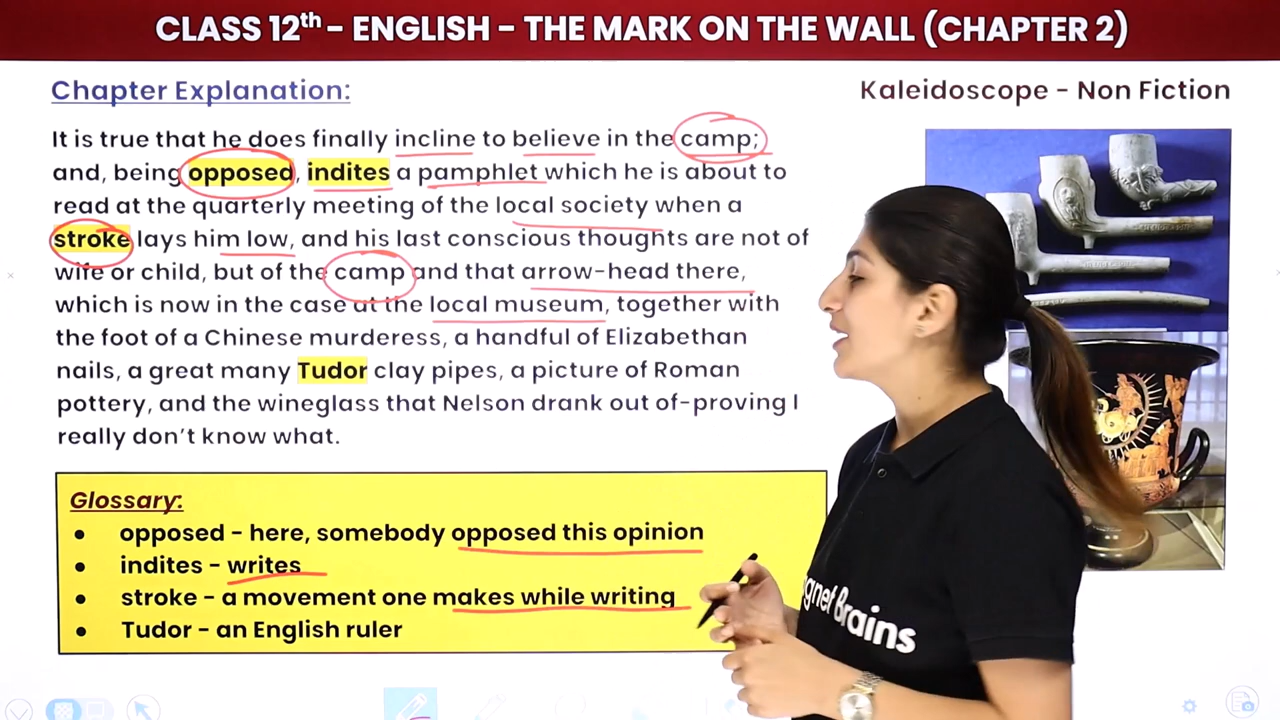 CLASS 12th – ENGLISH – THE MARK ON THE WALL (CHAPTER 2)
Chapter Explanation:
Kaleidoscope – Non Fiction
It is true that he does finally incline to believe in the camp;
and, being opposed, indites a pamphlet which he is about to
read at the quarterly meeting of the local society when a
stroke lays him low, and his last conscious thoughts are not of
wife or child, but of the camp and that arrow-head there,
which is now in the case at the local museum, together with
the foot of a Chinese murderess, a handful of Elizabethan
nails, a great many Tudor clay pipes, a picture of Roman
pottery, and the wineglass that Nelson drank out of-proving I
really don't know what.
Glossary:
• opposed – here, somebody opposed this opinion
• indites – writes
• stroke – a movement one makes while writing
• Tudor – an English ruler
gnet Brains